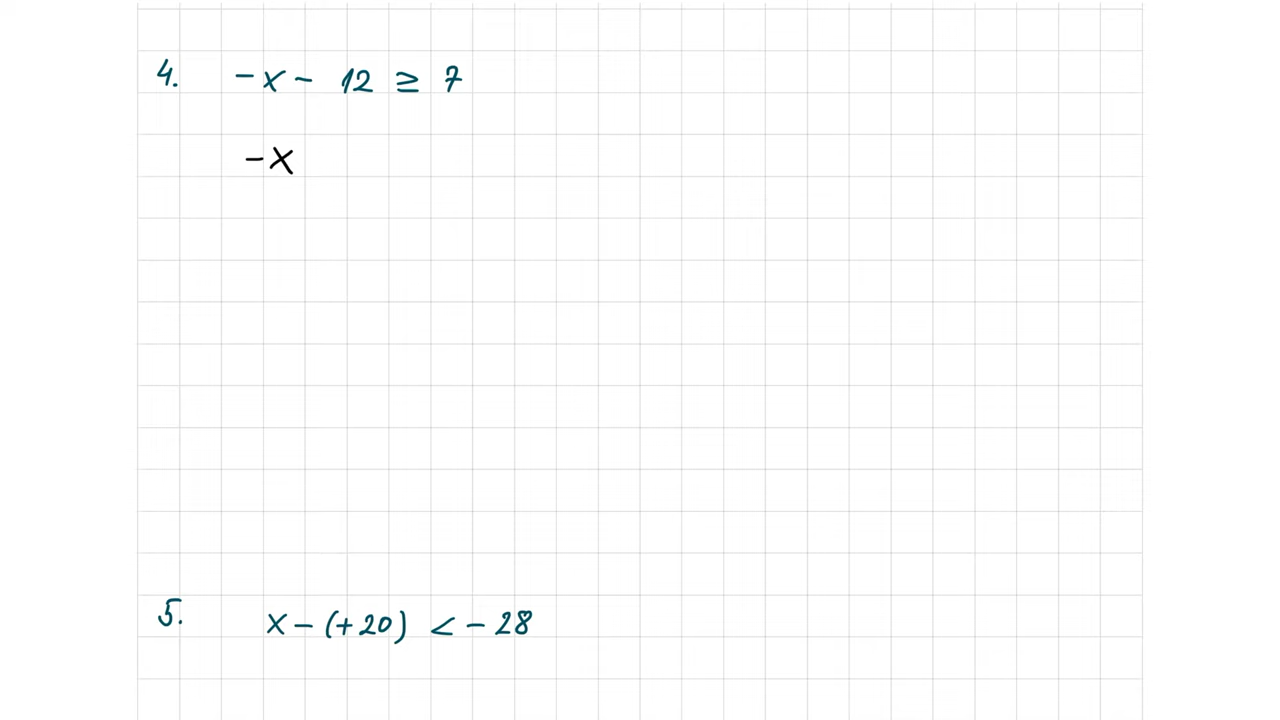 4. -x - 12 ≥ 7
-x
5. x - (+20) < -28